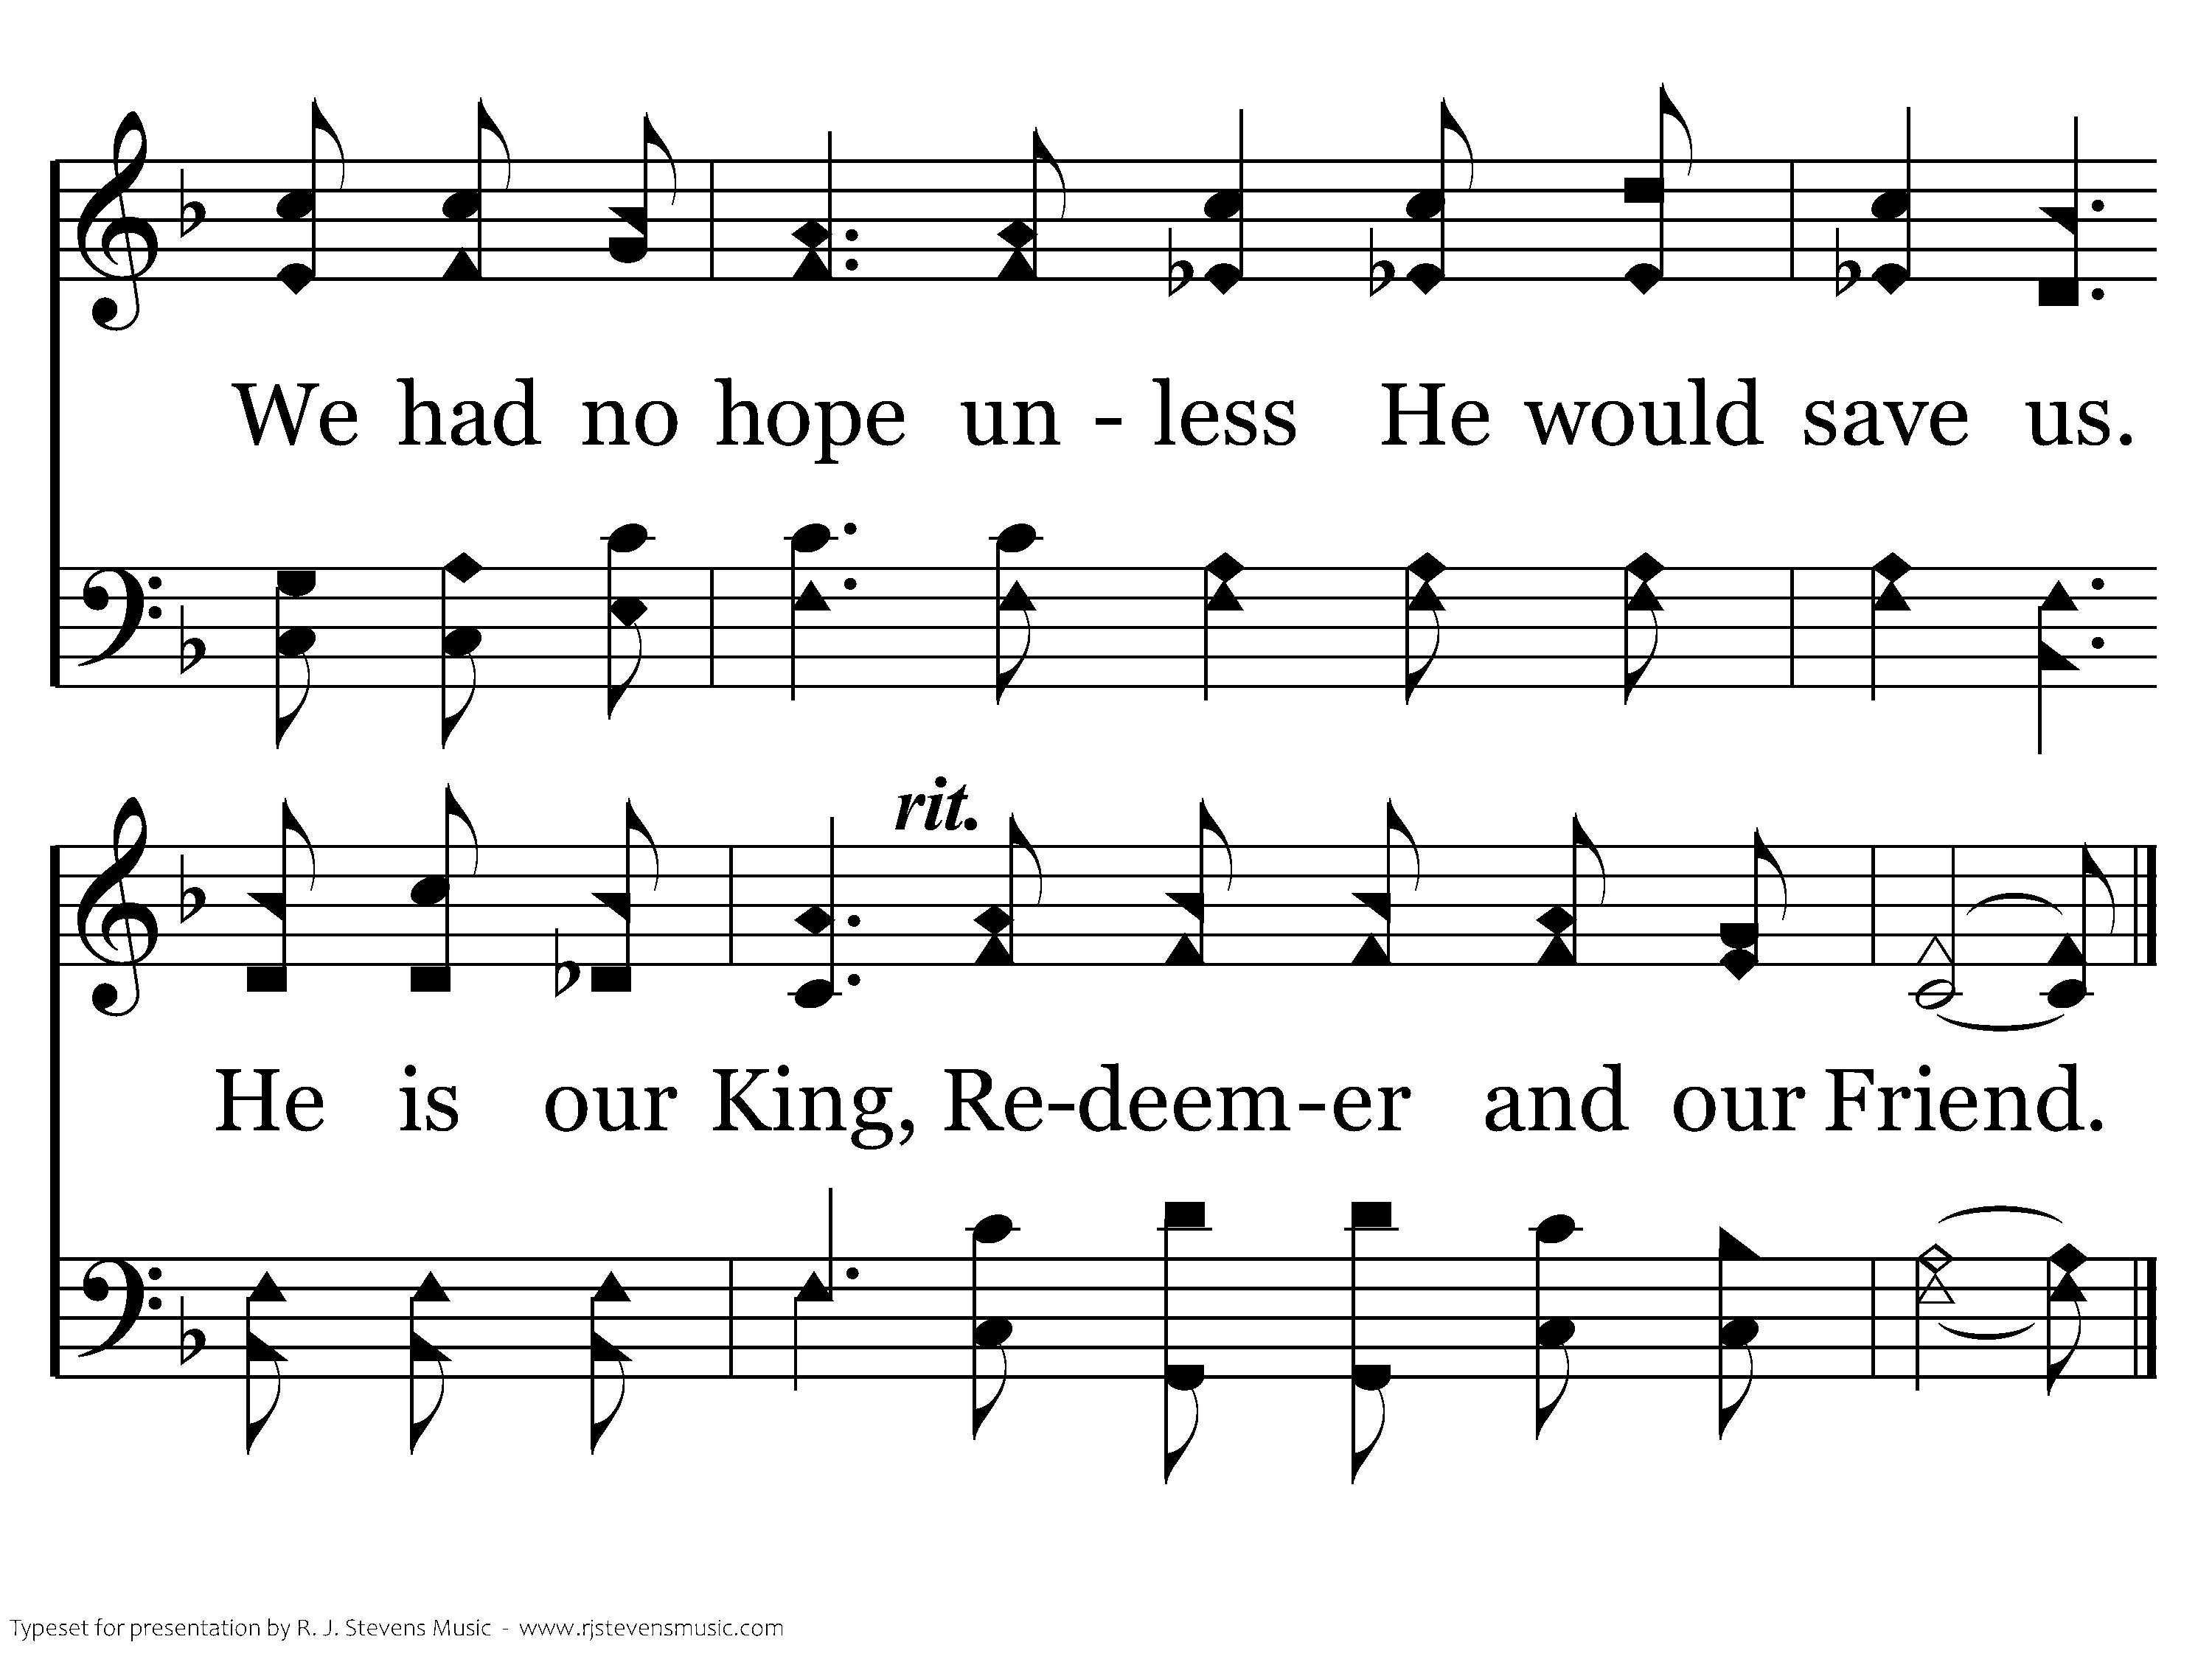 We had no hope un - less He would save us.
rit.
He is our King, Re-deem-er and our Friend.
Typeset for presentation by R. J. Stevens Music - www.rjstevensmusic.com